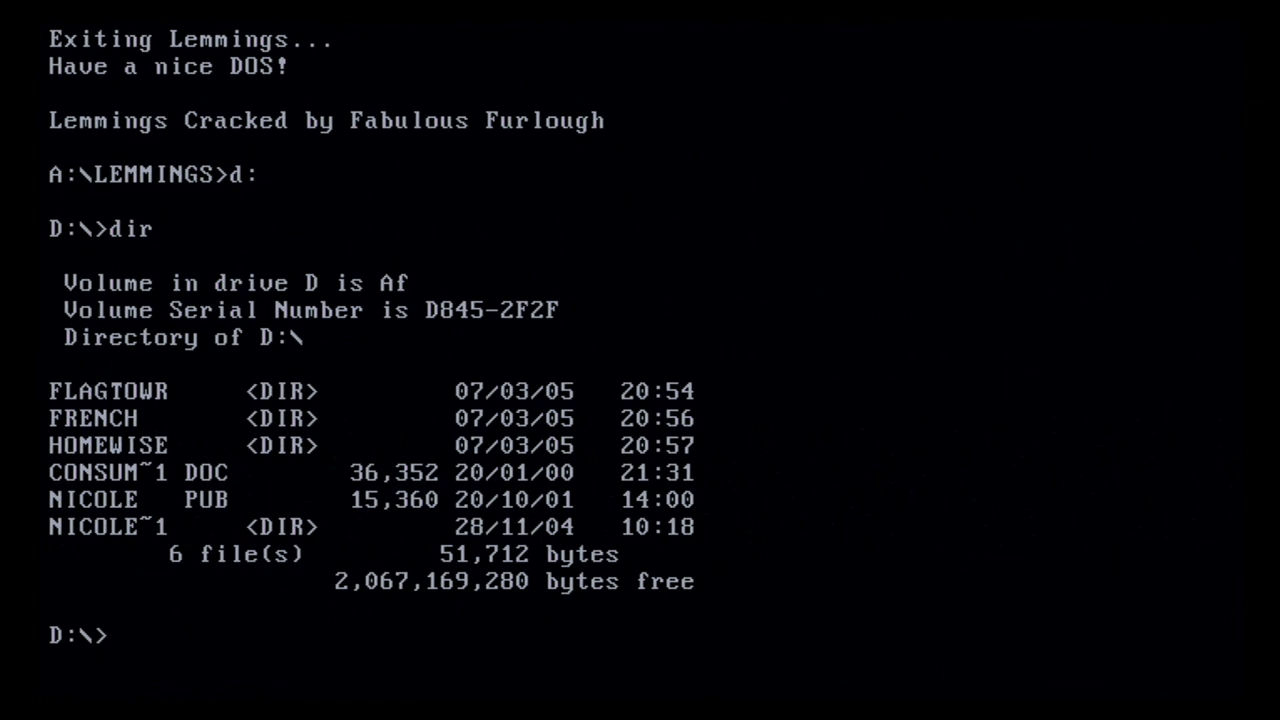 Exiting Lemmings...
Have a nice DOS!
Lemmings Cracked by Fabulous Furlough
A:\LEMMINGS>d:
D:\>dir
Volume in drive D is Af
Volume Serial Number is D845-2F2F
Directory of D:\
FLAGTOWR     <DIR>         07/03/05   20:54
FRENCH       <DIR>         07/03/05   20:56
HOMEWISE     <DIR>         07/03/05   20:57
CONSUM~1 DOC        36,352 20/01/00   21:31
NICOLE   PUB        15,360 20/10/01   14:00
NICOLE~1     <DIR>         28/11/04   10:18
6 file(s)         51,712 bytes
2,067,169,280 bytes free
D:\>